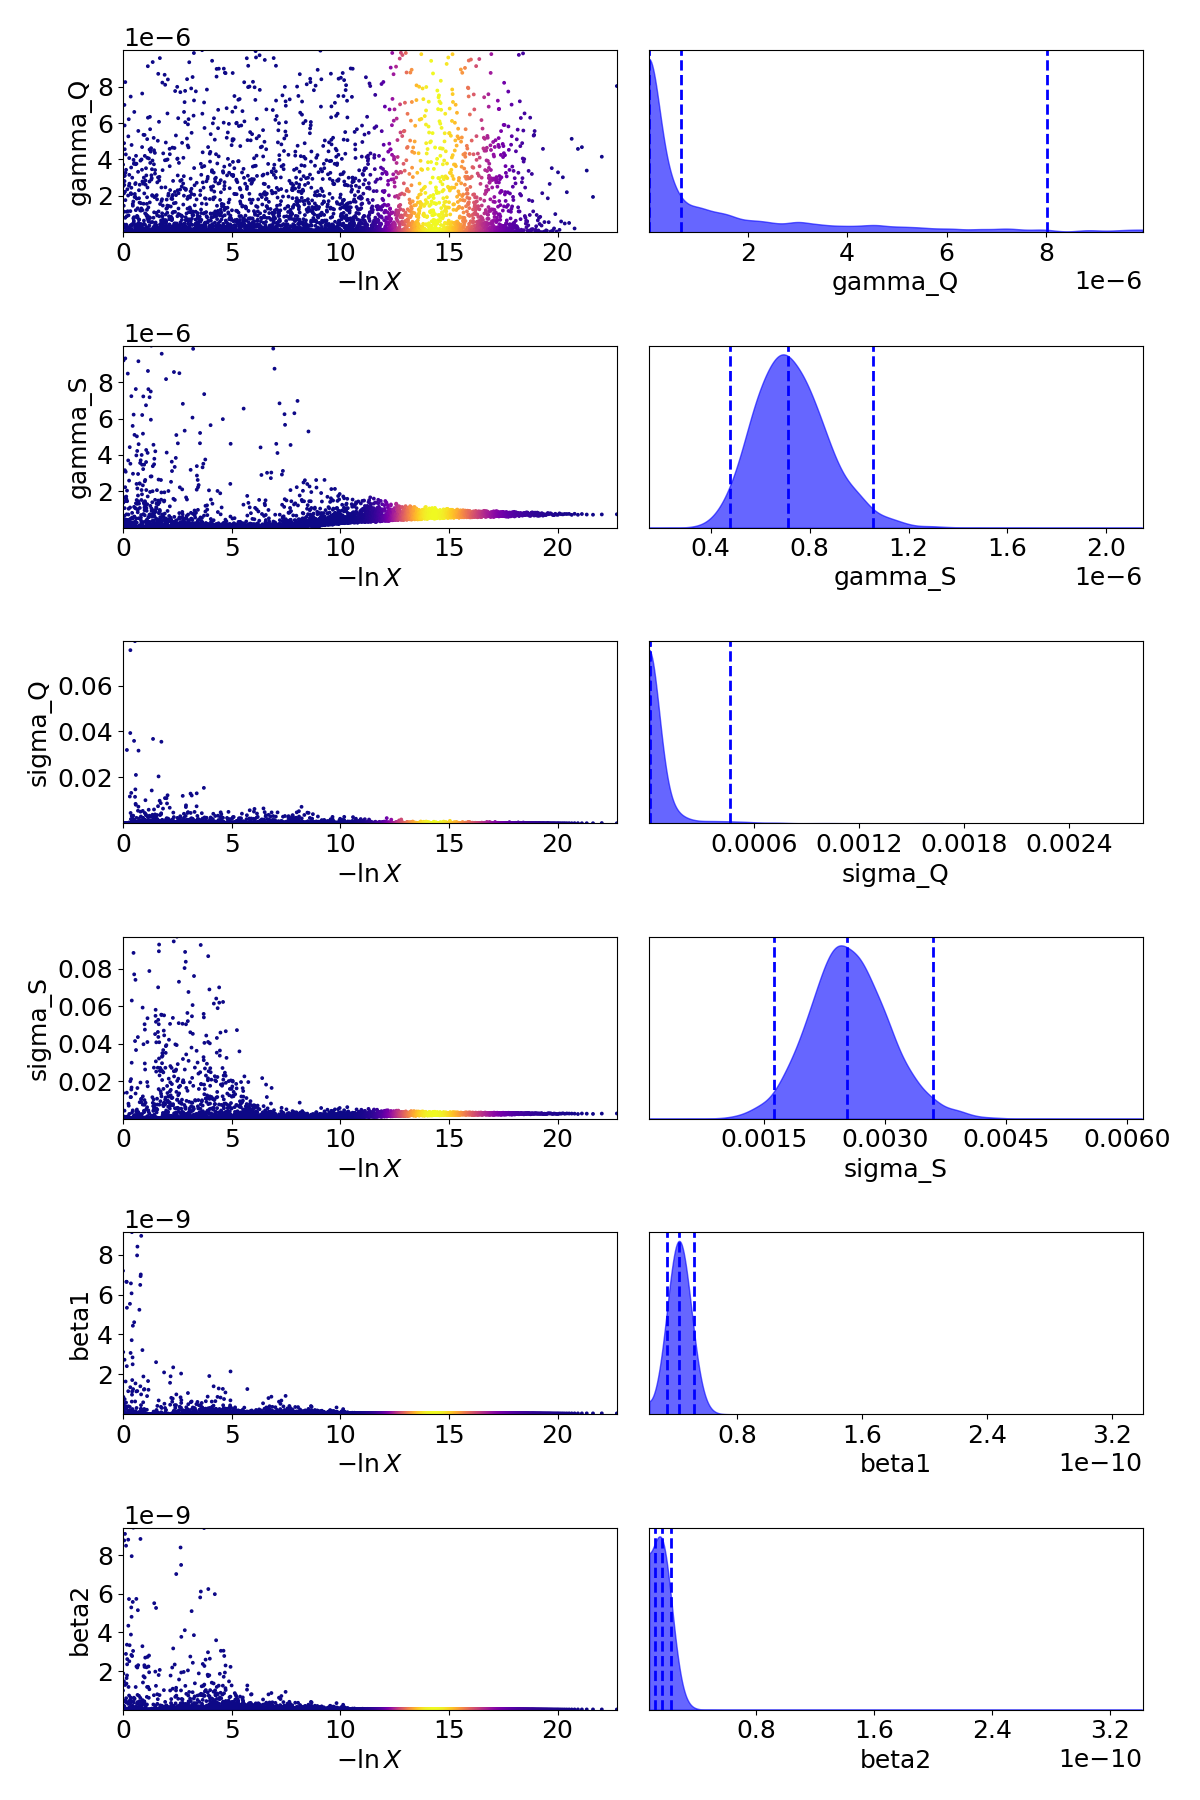 1e−6
gamma_Q
8
6
4
2
0 5 10 15 20
−ln X
2 4 6 8
gamma_Q
1e−6
1e−6
gamma_S
8
6
4
2
0 5 10 15 20
−ln X
0.4 0.8 1.2 1.6 2.0
gamma_S
1e−6
sigma_Q
0.06
0.04
0.02
0 5 10 15 20
−ln X
0.0006 0.0012 0.0018 0.0024
sigma_Q
sigma_S
0.08
0.06
0.04
0.02
0 5 10 15 20
−ln X
0.0015 0.0030 0.0045 0.0060
sigma_S
1e−9
beta1
8
6
4
2
0 5 10 15 20
−ln X
0.8 1.6 2.4 3.2
beta1
1e−10
1e−9
beta2
8
6
4
2
0 5 10 15 20
−ln X
0.8 1.6 2.4 3.2
beta2
1e−10